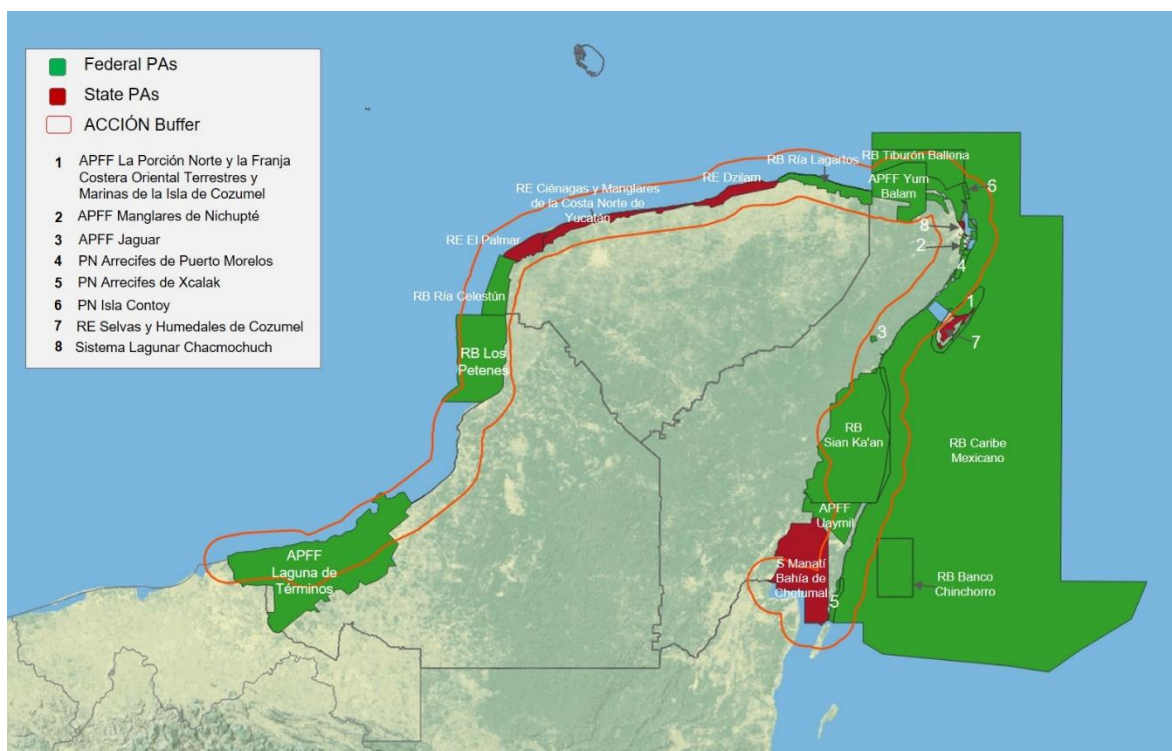 Federal PAs
State PAs
ACCIÓN Buffer
1 APFF La Porción Norte y la Franja
Costera Oriental Terrestres y
Marinas de la Isla de Cozumel
2 APFF Manglares de Nichupté
3 APFF Jaguar
4 PN Arrecifes de Puerto Morelos
5 PN Arrecifes de Xcalak
6 PN Isla Contoy
7 RE Selvas y Humedales de Cozumel
8 Sistema Lagunar Chacmochuch
RB Ría Lagartos
RB Tiburón Ballena
RE Dzilam
APFF Yum
Balam
6
RE Ciénagas y Manglares
de la Costa Norte de
Yucatán
8
2
RE El Palmar
4
RB Ría Celestún
1
3
7
RB Los
Petenes
RB
Sian Ka'an
RB Caribe
Mexicano
APFF
Uaymil
APFF
Laguna de
Términos
S Manatí
Bahía de
Chetumal
RB Banco
Chinchorro
5